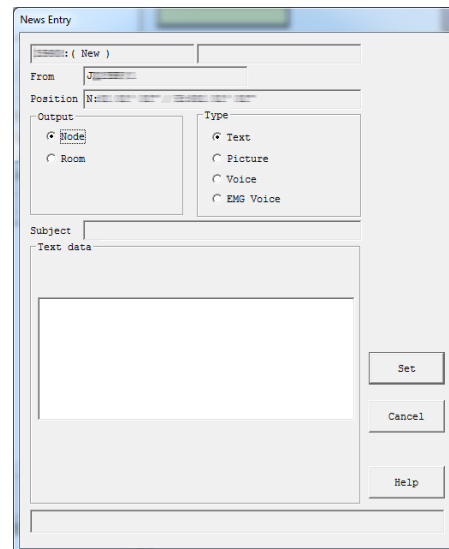 News Entry
:( New )
From J
Position N:
Output
Type
Node
Room
Text
Picture
Voice
EMG Voice
Subject
Text data
Set
Cancel
Help